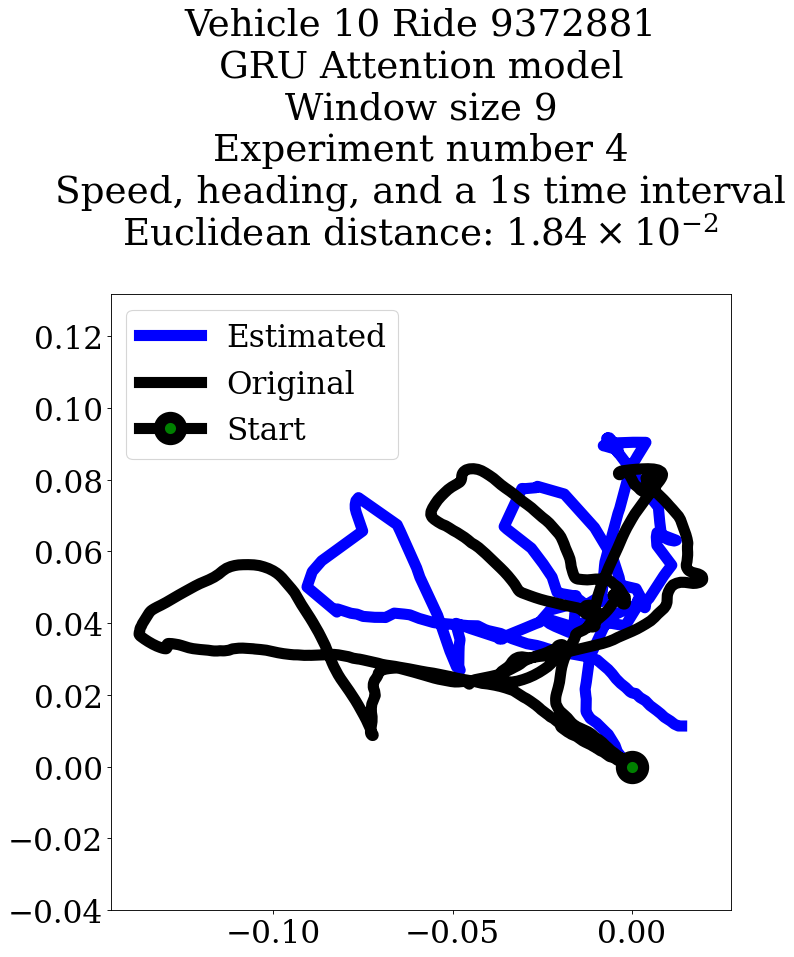 Vehicle 10 Ride 9372881
GRU Attention model
Window size 9
Experiment number 4
Speed, heading, and a 1s time interval
Euclidean distance: 1.84 × 10⁻²
Estimated
Original
Start
0.12
0.10
0.08
0.06
0.04
0.02
0.00
−0.02
−0.04
−0.10
−0.05
0.00